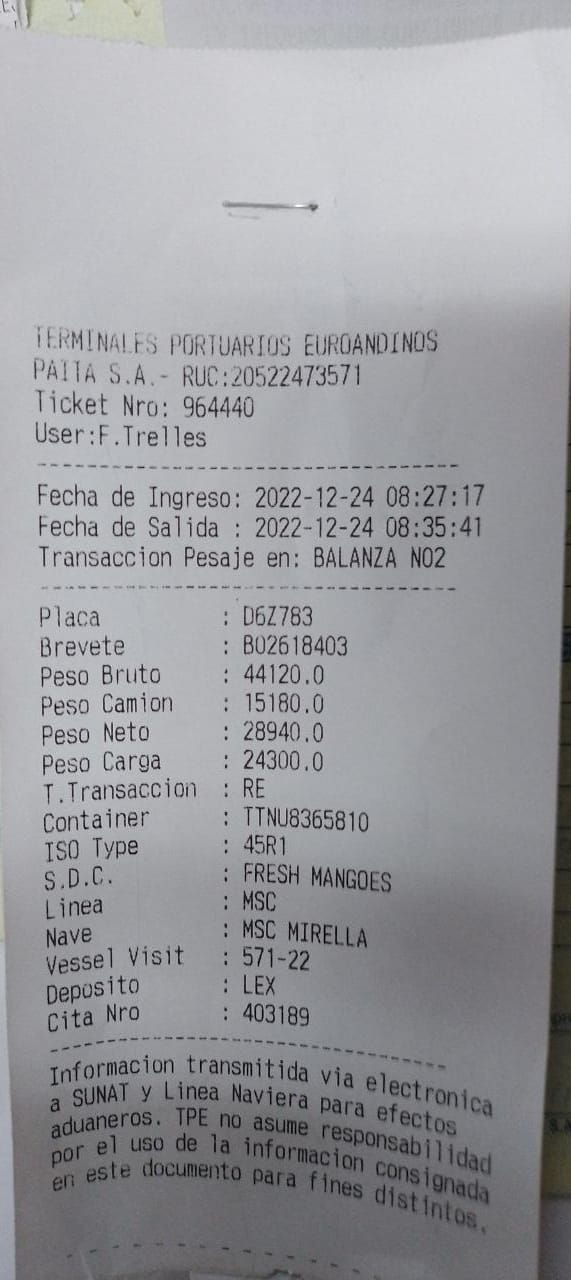 TERMINALES PORTUARIOS EUROANDINOS
PAITA S.A.- RUC:20522473571
Ticket Nro: 964440
User:F.Trelles
Fecha de Ingreso: 2022-12-24 08:27:17
Fecha de Salida : 2022-12-24 08:35:41
Transaccion Pesaje en: BALANZA NO2
Placa : D6Z783
Brevete : B02618403
Peso Bruto : 44120.0
Peso Camion : 15180.0
Peso Neto : 28940.0
Peso Carga : 24300.0
T.Transaccion : RE
Container : TTNU8365810
ISO Type : 45R1
S.D.C. : FRESH MANGOES
Linea : MSC
Nave : MSC MIRELLA
Vessel Visit : 571-22
Deposito : LEX
Cita Nro : 403189
Informacion transmitida via electronica
a SUNAT y Linea Naviera para efectos
aduaneros. TPE no asume responsabilidad
por el uso de la informacion consignada
en este documento para fines distintos.